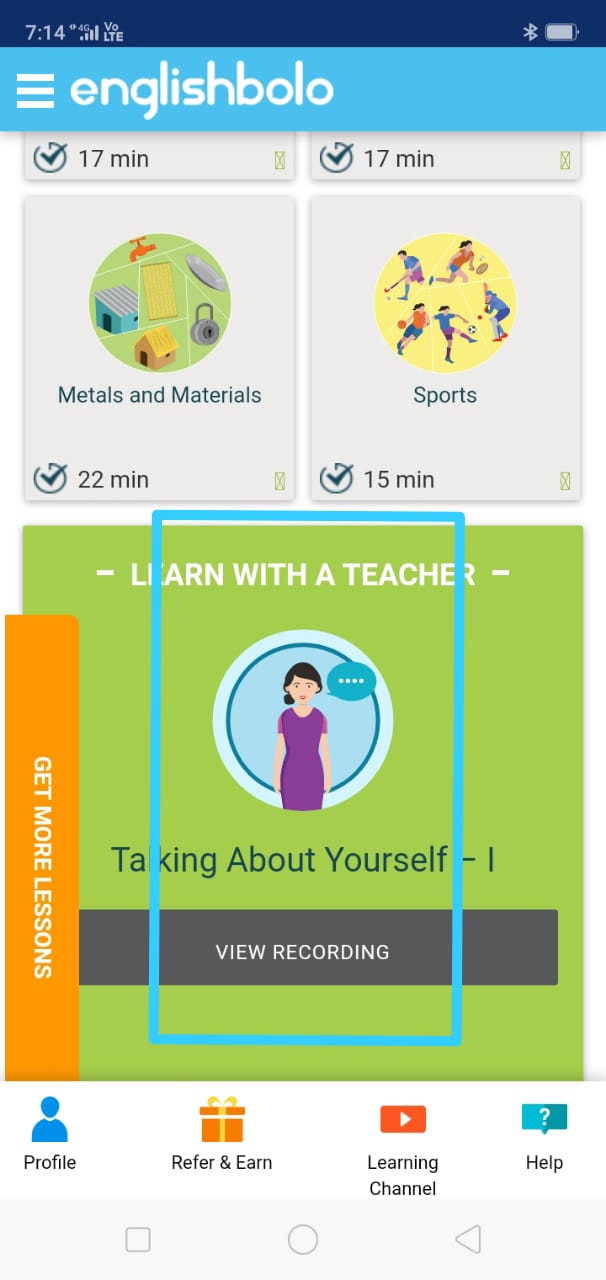 7:14 4G Vo LTE
englishbolo
17 min
17 min
Metals and Materials
Sports
22 min
15 min
– LEARN WITH A TEACHER –
Talking About Yourself – I
VIEW RECORDING
GET MORE LESSONS
Profile
Refer & Earn
Learning Channel
?
Help